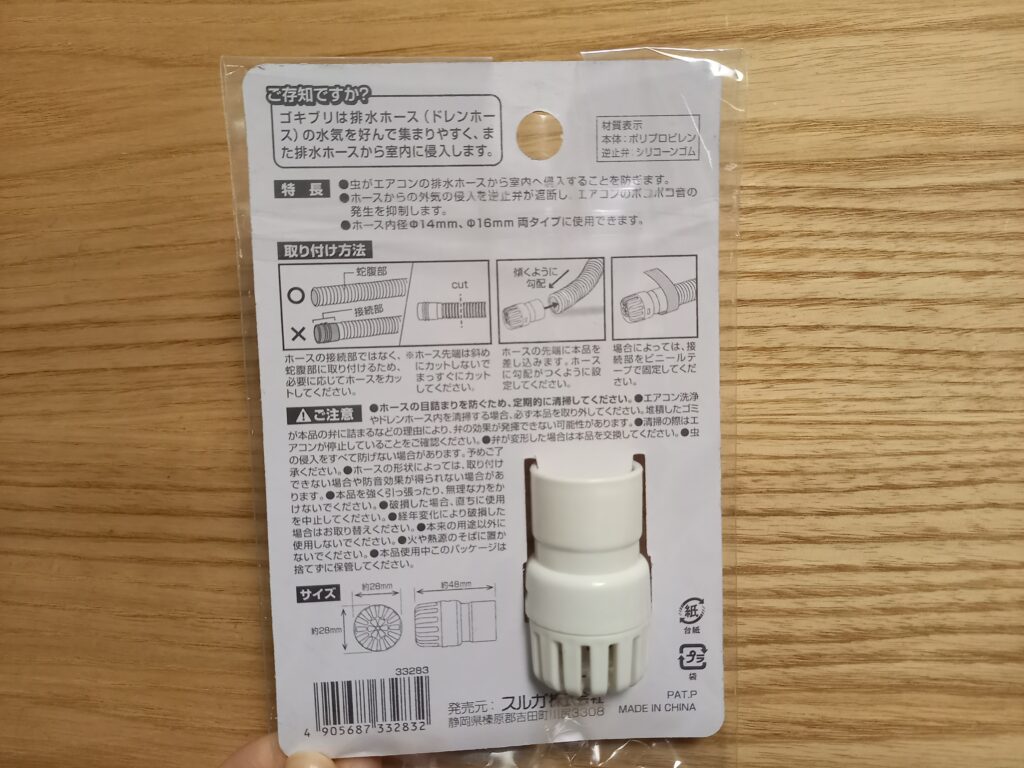 ご存知ですか?
ゴキブリは排水ホース(ドレンホー
ス)の水気を好んで集まりやすく、ま
た排水ホースから室内に侵入します。
材質表示
本体：ポリプロピレン
逆止弁：シリコーンゴム
特長
●虫がエアコンの排水ホースから室内へ侵入することを防ぎます。
●ホースからの外気の侵入を逆止弁が遮断し、エアコンのポコポコ音の
発生を抑制します。
●ホース内径Φ14mm、Φ16mm 両タイプに使用できます。
取り付け方法
蛇腹部
接続部
cut
傾くように
勾配
ホースの接続部ではなく、
蛇腹部に取り付けるため、
必要に応じてホースをカッ
トしてください。
※ホース先端は斜め
にカットしないで
まっすぐにカット
してください。
ホースの先端に本品を
差し込みます。ホース
に勾配がつくように設
定してください。
場合によっては、接
続部をビニールテ
ープで固定してくだ
さい。
ご注意
●ホースの目詰まりを防ぐため、定期的に清掃してください。●エアコン洗浄
やドレンホース内を清掃する場合、必ず本品を取り外してください。堆積したゴミ
が本品の弁に詰まるなどの理由により、弁の効果が発揮できない可能性があります。●清掃の際はエ
アコンが停止していることをご確認ください。●弁が変形した場合は本品を交換してください。●虫
の侵入をすべて防げない場合があります。予めご了
承ください。●ホースの形状によっては、取り付け
できない場合や防音効果が得られない場合があ
ります。●本品を強く引っ張ったり、無理な力をか
けないでください。●破損した場合、直ちに使用
を中止してください。●経年変化により破損した
場合はお取り替えください。●本来の用途以外に
使用しないでください。●火や熱源のそばに置か
ないでください。●本品使用中このパッケージは
捨てずに保管してください。
サイズ
約28mm
約48mm
約28mm
33283
4 905687 332832
発売元：スルガ株式会社
静岡県榛原郡吉田町川尻3308
紙
台紙
プラ
袋
PAT.P
MADE IN CHINA